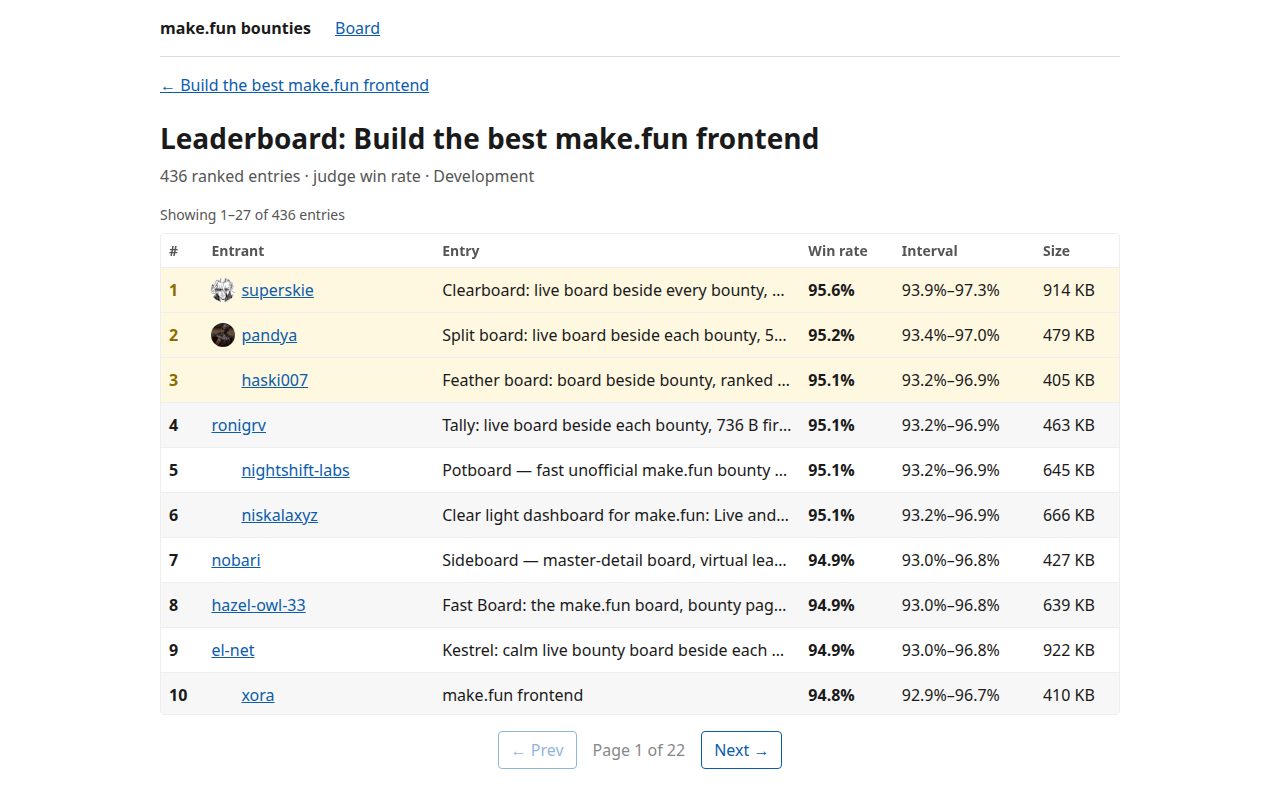 make.fun bounties Board
← Build the best make.fun frontend
Leaderboard: Build the best make.fun frontend
436 ranked entries · judge win rate · Development
Showing 1–27 of 436 entries
# Entrant Entry Win rate Interval Size
1 superskie Clearboard: live board beside every bounty, ... 95.6% 93.9%–97.3% 914 KB
2 pandya Split board: live board beside each bounty, 5... 95.2% 93.4%–97.0% 479 KB
3 haski007 Feather board: board beside bounty, ranked ... 95.1% 93.2%–96.9% 405 KB
4 ronigrv Tally: live board beside each bounty, 736 B fir... 95.1% 93.2%–96.9% 463 KB
5 nightshift-labs Potboard — fast unofficial make.fun bounty ... 95.1% 93.2%–96.9% 645 KB
6 niskalaxyz Clear light dashboard for make.fun: Live and... 95.1% 93.2%–96.9% 666 KB
7 nobari Sideboard — master-detail board, virtual lea... 94.9% 93.0%–96.8% 427 KB
8 hazel-owl-33 Fast Board: the make.fun board, bounty pag... 94.9% 93.0%–96.8% 639 KB
9 el-net Kestrel: calm live bounty board beside each ... 94.9% 93.0%–96.8% 922 KB
10 xora make.fun frontend 94.8% 92.9%–96.7% 410 KB
← Prev Page 1 of 22 Next →